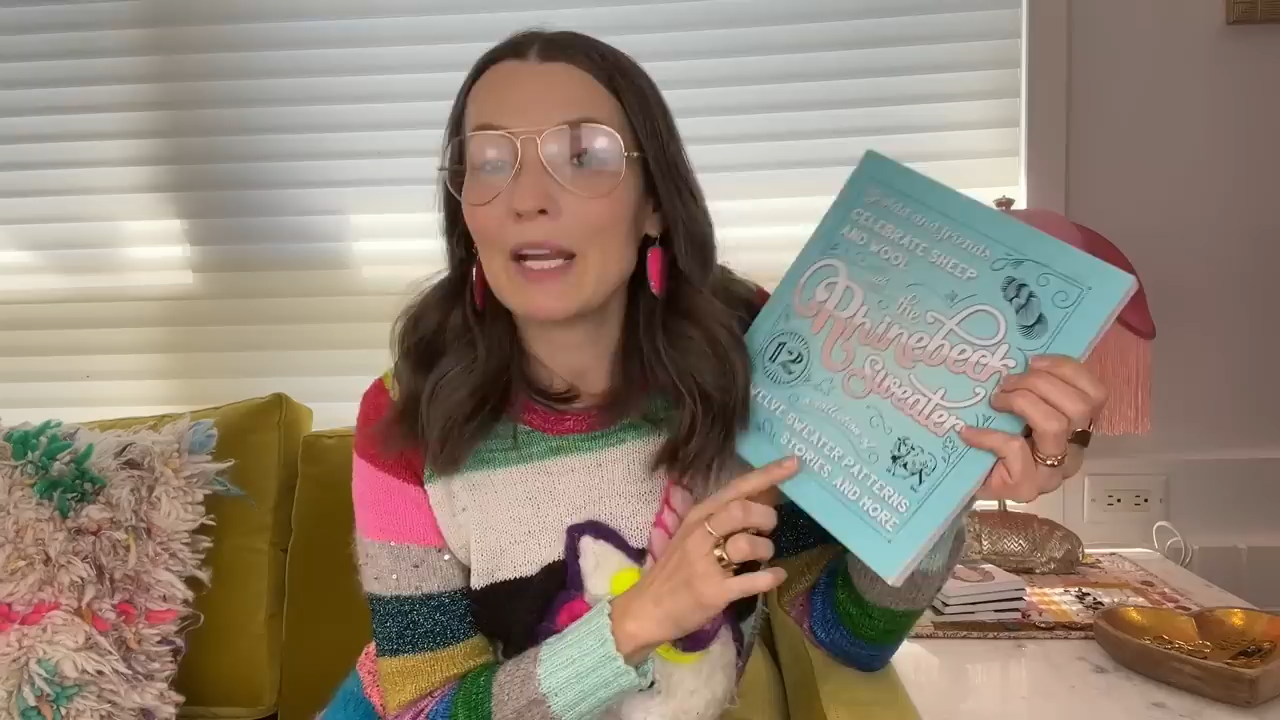 and friends
CELEBRATE SHEEP
AND WOOL
the
Rhinebeck
Sweater
12
a collection of
TWELVE SWEATER PATTERNS
STORIES, AND MORE